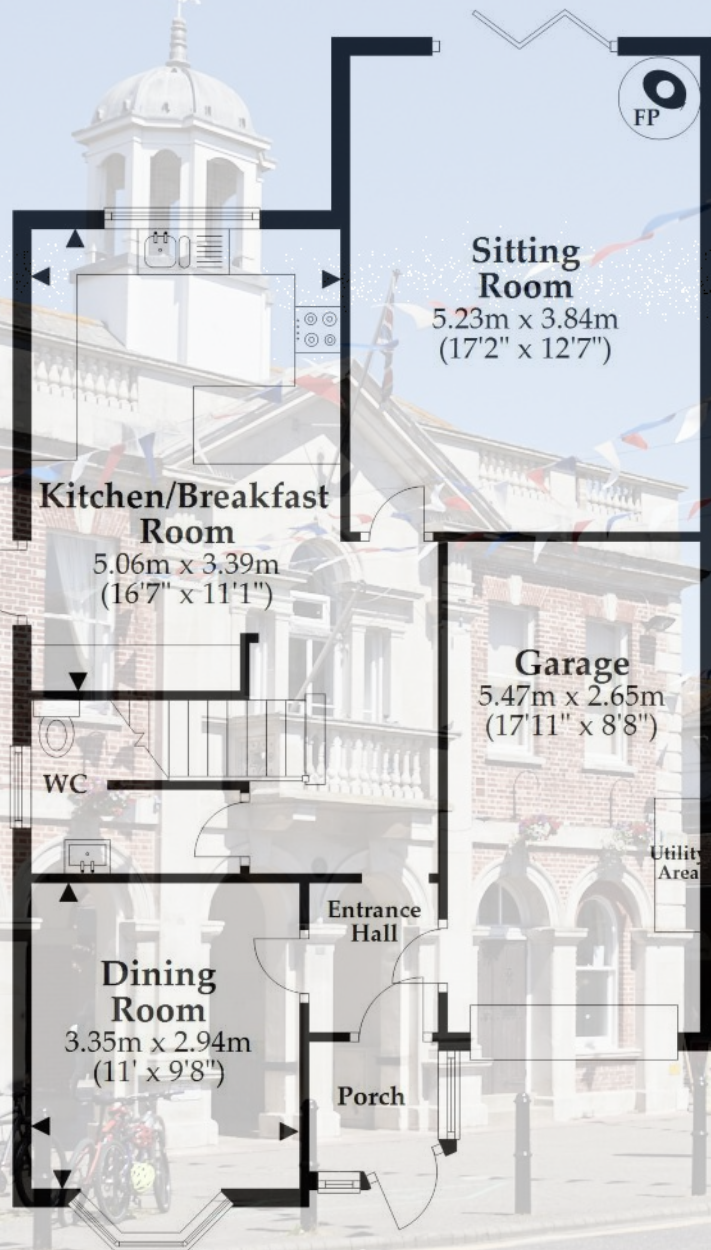 FP
Sitting
Room
5.23m x 3.84m
(17'2" x 12'7")
Kitchen/Breakfast
Room
5.06m x 3.39m
(16'7" x 11'1")
Garage
5.47m x 2.65m
(17'11" x 8'8")
WC
Utility
Area
Entrance
Hall
Dining
Room
3.35m x 2.94m
(11' x 9'8")
Porch